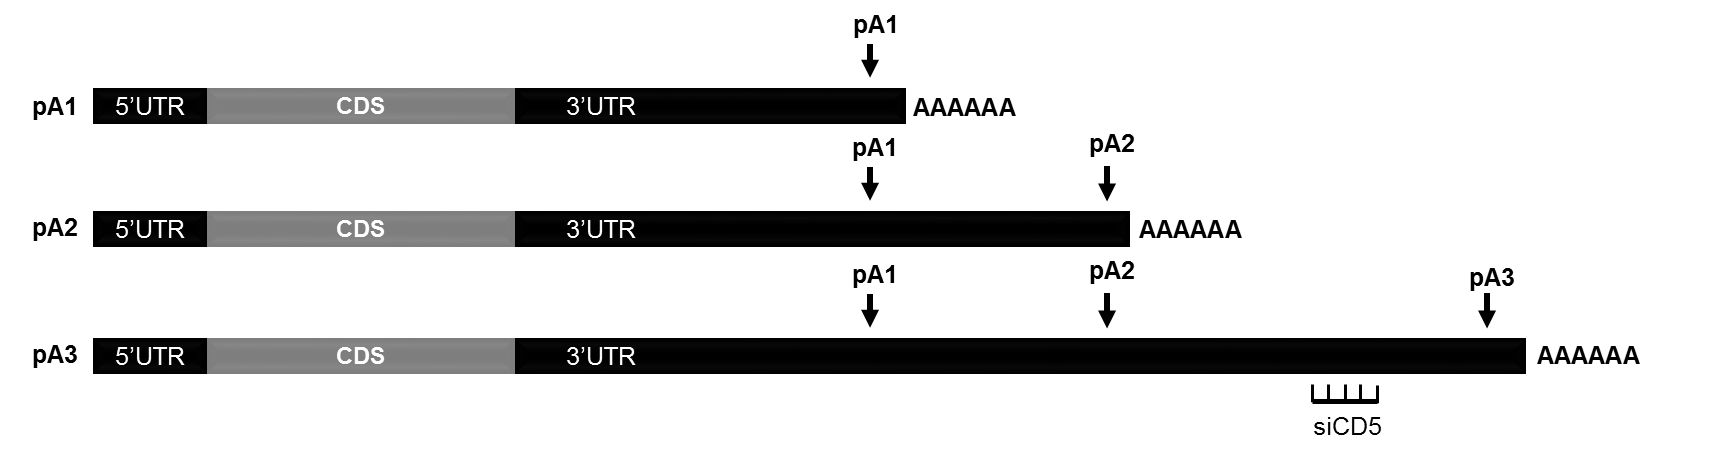 pA1
pA1 5’UTR CDS 3’UTR AAAAAA
pA1 pA2
pA2 5’UTR CDS 3’UTR AAAAAA
pA1 pA2 pA3
pA3 5’UTR CDS 3’UTR AAAAAA
siCD5